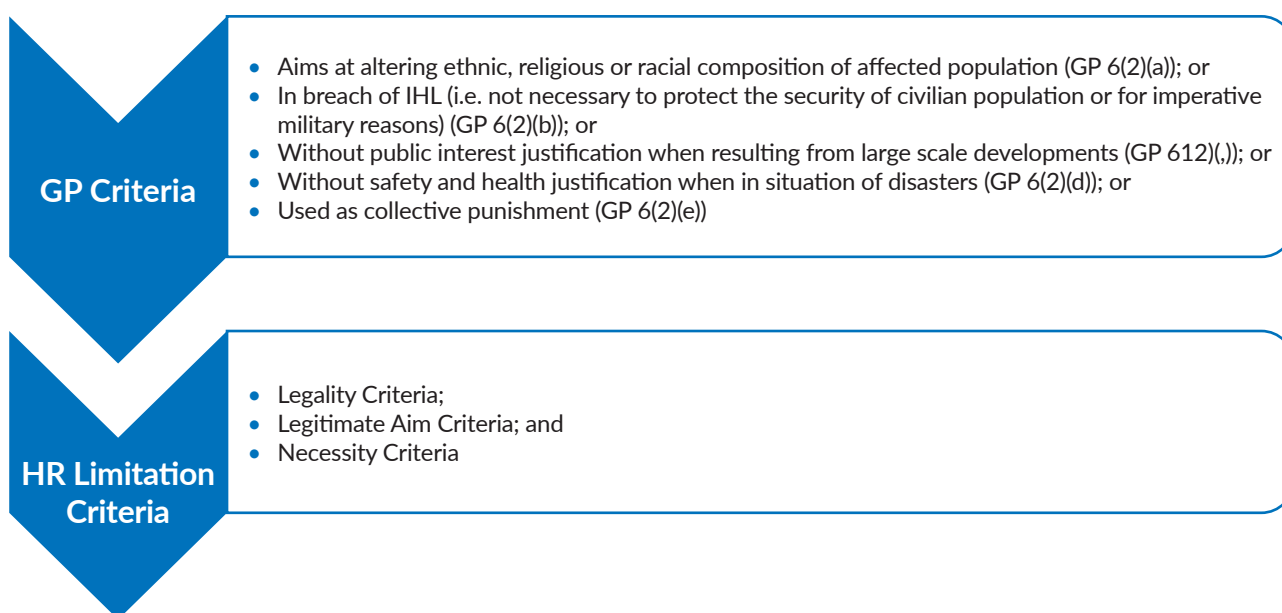 GP Criteria
• Aims at altering ethnic, religious or racial composition of affected population (GP 6(2)(a)); or
• In breach of IHL (i.e. not necessary to protect the security of civilian population or for imperative
military reasons) (GP 6(2)(b)); or
• Without public interest justification when resulting from large scale developments (GP 612)(,)); or
• Without safety and health justification when in situation of disasters (GP 6(2)(d)); or
• Used as collective punishment (GP 6(2)(e))
HR Limitation
Criteria
• Legality Criteria;
• Legitimate Aim Criteria; and
• Necessity Criteria